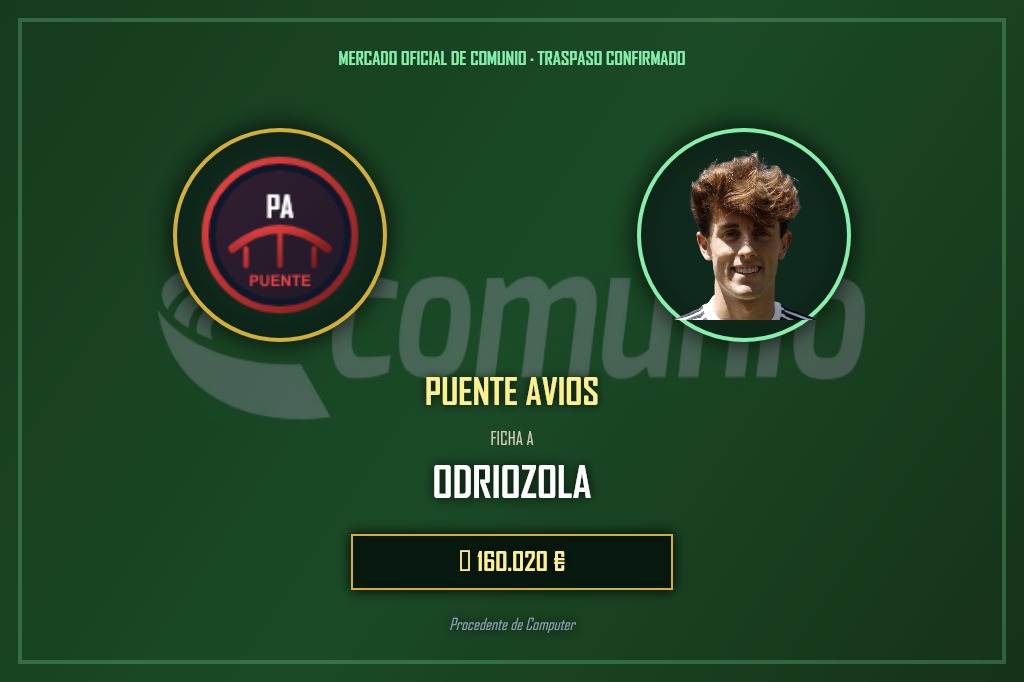 MERCADO OFICIAL DE COMUNIO · TRASPASO CONFIRMADO
PA
PUENTE
comunio
PUENTE AVIOS
FICHA A
ODRIOZOLA
160.020 €
Procedente de Computer